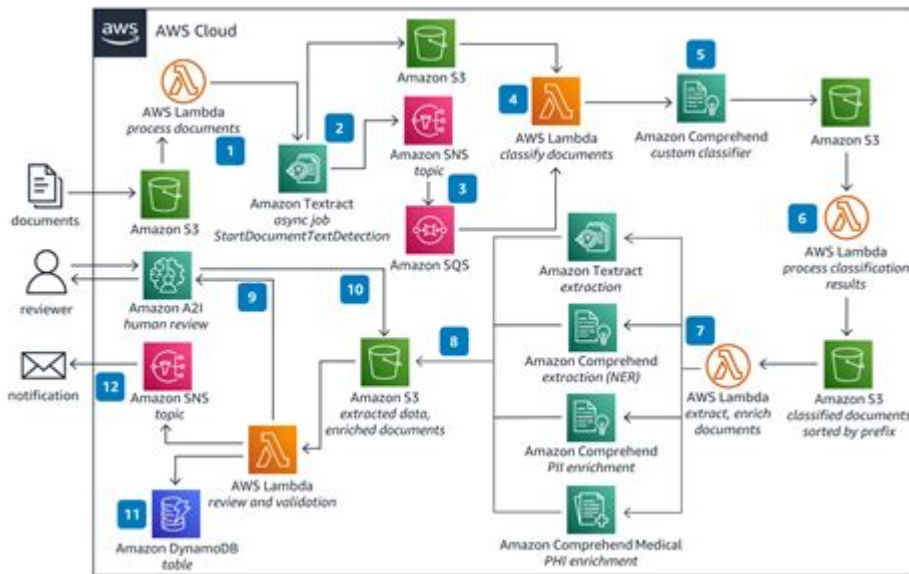 aws
AWS Cloud
Amazon S3
AWS Lambda
process documents
1
2
Amazon Textract
async job
StartDocumentTextDetection
Amazon SNS
topic
3
Amazon SQS
4
AWS Lambda
classify documents
5
Amazon Comprehend
custom classifier
Amazon S3
documents
Amazon S3
6
AWS Lambda
process classification
results
reviewer
Amazon A2I
human review
9
10
8
Amazon Textract
extraction
Amazon Comprehend
extraction (NER)
7
AWS Lambda
extract, enrich
documents
Amazon S3
classified documents
sorted by prefix
notification
12
Amazon SNS
topic
Amazon S3
extracted data,
enriched documents
Amazon Comprehend
PII enrichment
AWS Lambda
review and validation
11
Amazon DynamoDB
table
Amazon Comprehend Medical
PHI enrichment